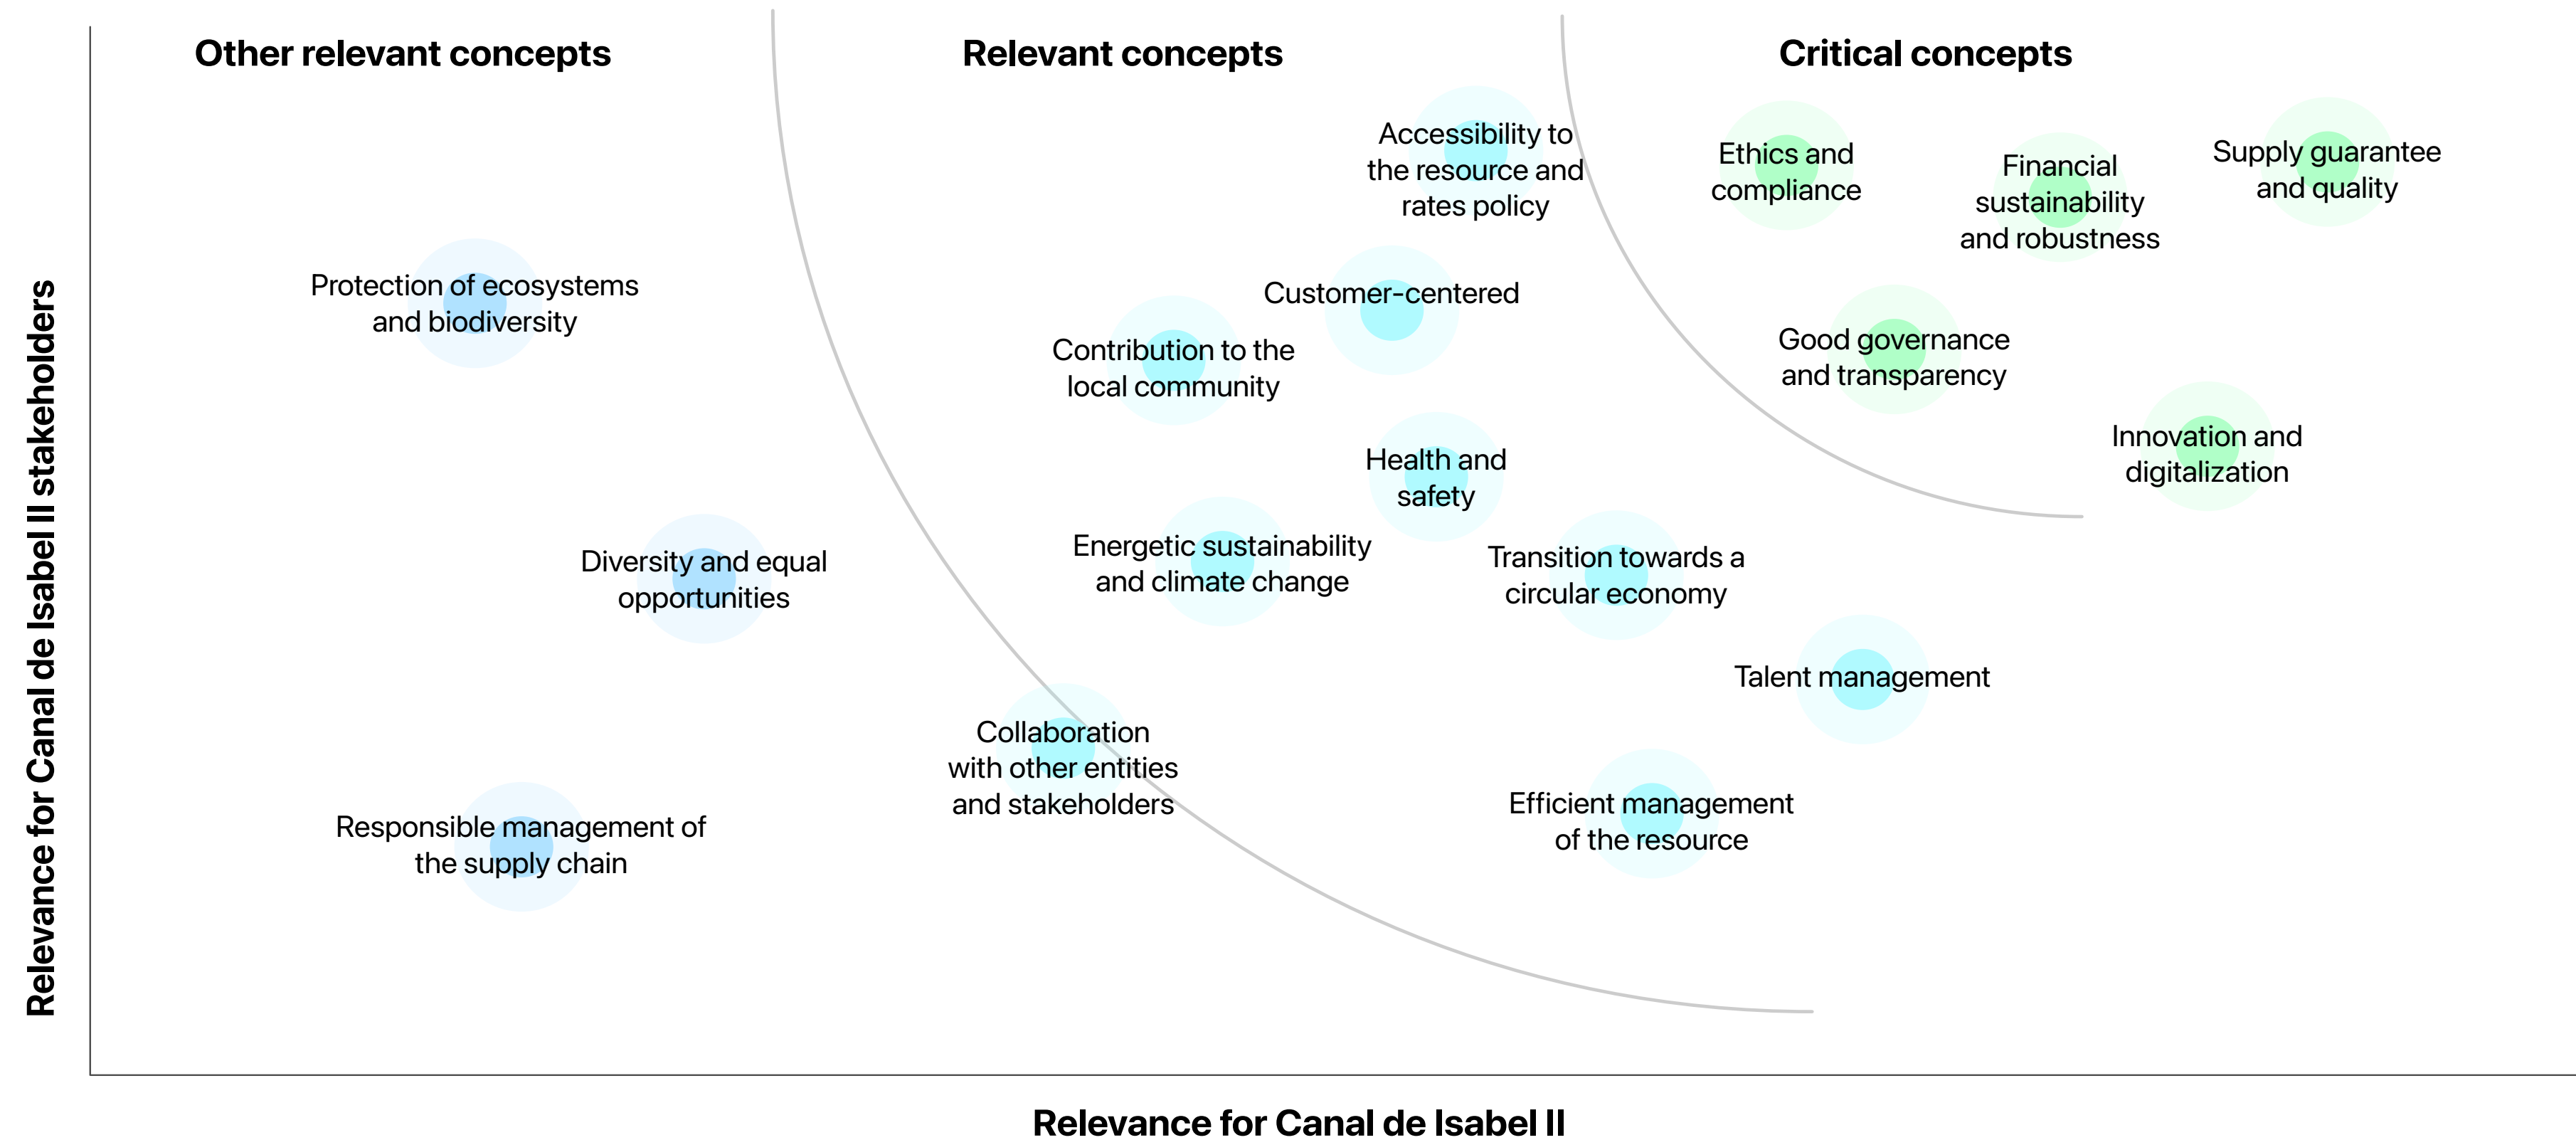 Other relevant concepts
Relevant concepts
Critical concepts
Relevance for Canal de Isabel II stakeholders
Protection of ecosystems
and biodiversity
Diversity and equal
opportunities
Responsible management of
the supply chain
Accessibility to
the resource and
rates policy
Customer-centered
Contribution to the
local community
Health and
safety
Energetic sustainability
and climate change
Transition towards a
circular economy
Talent management
Collaboration
with other entities
and stakeholders
Efficient management
of the resource
Ethics and
compliance
Financial
sustainability
and robustness
Supply guarantee
and quality
Good governance
and transparency
Innovation and
digitalization
Relevance for Canal de Isabel II